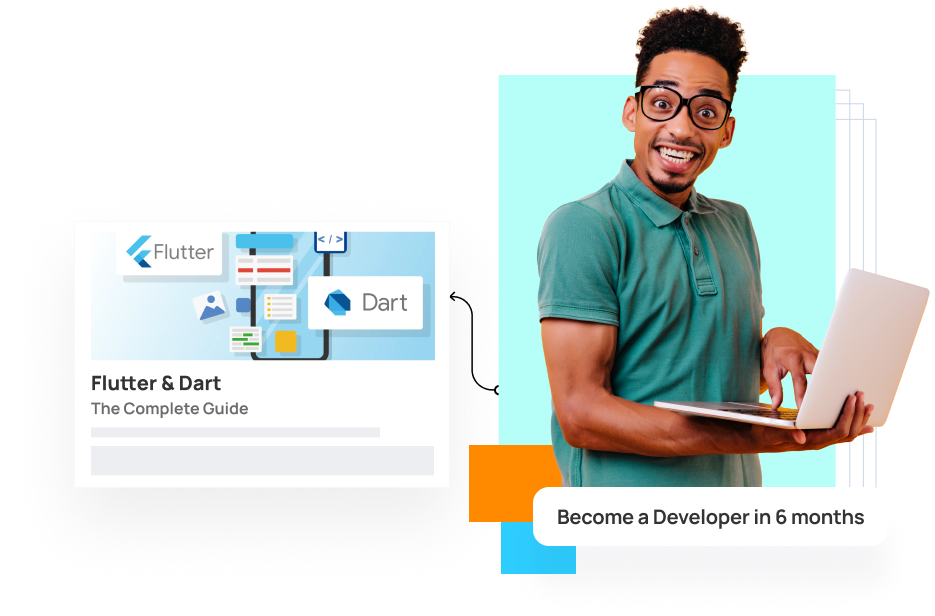 Flutter
</>
Dart
Flutter & Dart
The Complete Guide
Become a Developer in 6 months